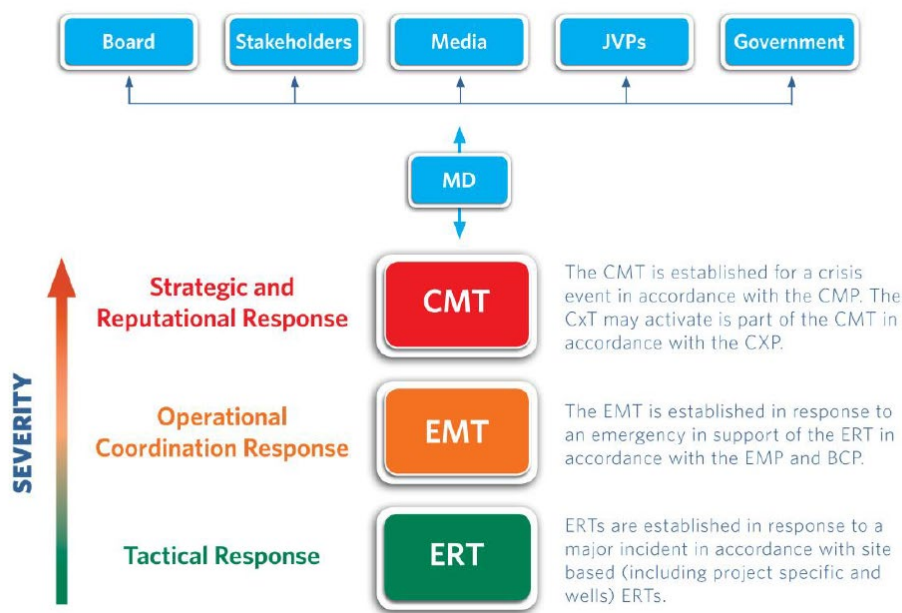 Board
Stakeholders
Media
JVPs
Government
MD
SEVERITY
Strategic and
Reputational Response
CMT
The CMT is established for a crisis
event in accordance with the CMP. The
CxT may activate is part of the CMT in
accordance with the CXP.
Operational
Coordination Response
EMT
The EMT is established in response to
an emergency in support of the ERT in
accordance with the EMP and BCP.
Tactical Response
ERT
ERTs are established in response to a
major incident in accordance with site
based (including project specific and
wells) ERTs.